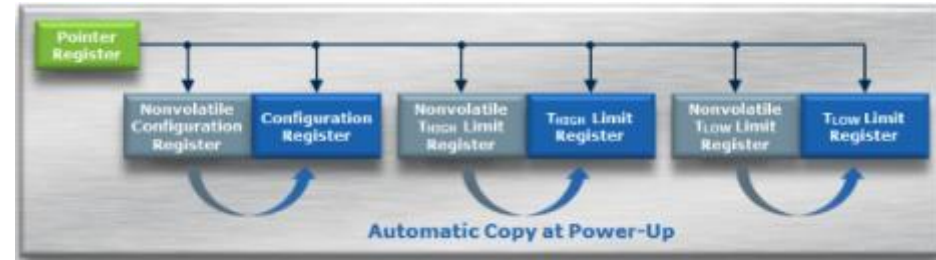 Pointer
Register
Nonvolatile
Configuration
Register
Configuration
Register
Nonvolatile
THIGH Limit
Register
THIGH Limit
Register
Nonvolatile
TLOW Limit
Register
TLOW Limit
Register
Automatic Copy at Power-Up